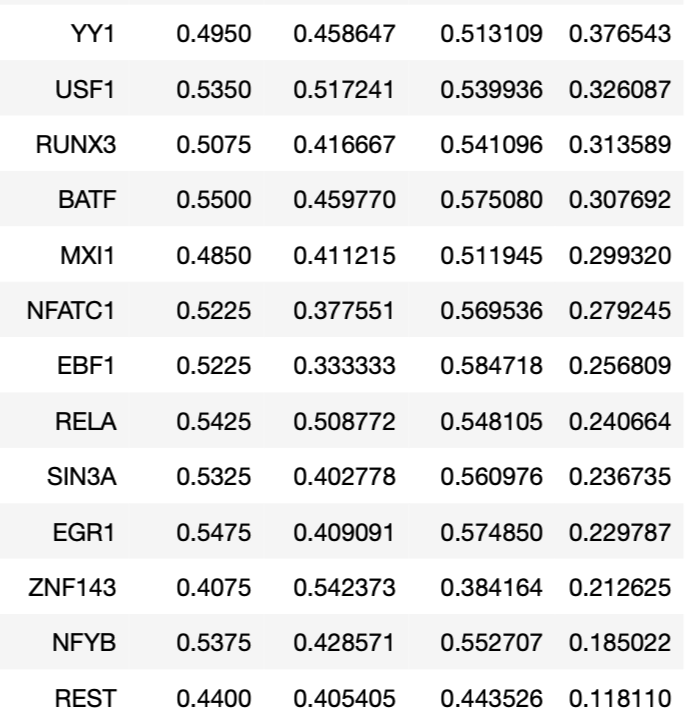 YY1 0.4950 0.458647 0.513109 0.376543
USF1 0.5350 0.517241 0.539936 0.326087
RUNX3 0.5075 0.416667 0.541096 0.313589
BATF 0.5500 0.459770 0.575080 0.307692
MXI1 0.4850 0.411215 0.511945 0.299320
NFATC1 0.5225 0.377551 0.569536 0.279245
EBF1 0.5225 0.333333 0.584718 0.256809
RELA 0.5425 0.508772 0.548105 0.240664
SIN3A 0.5325 0.402778 0.560976 0.236735
EGR1 0.5475 0.409091 0.574850 0.229787
ZNF143 0.4075 0.542373 0.384164 0.212625
NFYB 0.5375 0.428571 0.552707 0.185022
REST 0.4400 0.405405 0.443526 0.118110